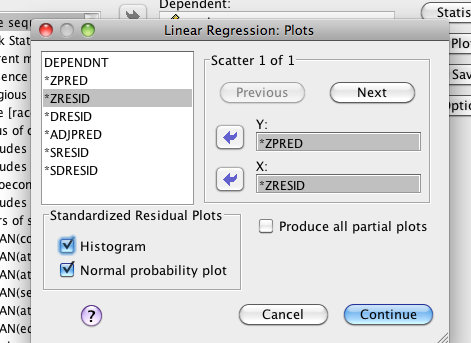 Dependent:
Linear Regression: Plots
DEPENDNT
*ZPRED
*ZRESID
*DRESID
*ADJPRED
*SRESID
*SDRESID
Scatter 1 of 1
Previous
Next
Y:
*ZPRED
X:
*ZRESID
Standardized Residual Plots
Histogram
Normal probability plot
Produce all partial plots
?
Cancel
Continue